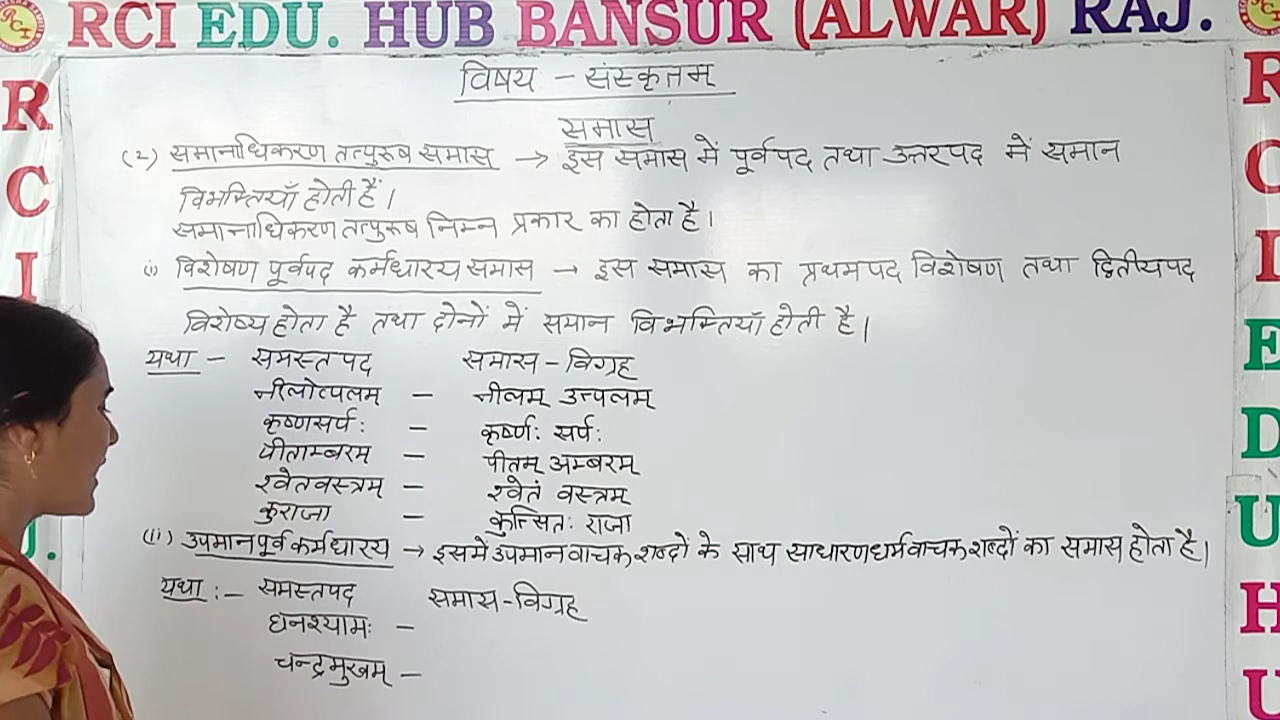 RCI EDU. HUB BANSUR (ALWAR) RAJ.
विषय - संस्कृतम्
समास
(२) समानाधिकरण तत्पुरुष समास → इस समास में पूर्वपद तथा उत्तरपद में समान
विभक्तियाँ होती हैं।
समानाधिकरण तत्पुरुष निम्न प्रकार का होता है।
(i) विशेषण पूर्वपद कर्मधारय समास → इस समास का प्रथमपद विशेषण तथा द्वितीयपद
विशेष्य होता है तथा दोनों में समान विभक्तियाँ होती है।
यथा - समस्तपद समास-विग्रह
नीलोत्पलम् - नीलम् उत्पलम्
कृष्णसर्पः - कृष्णः सर्पः
पीताम्बरम् - पीतम् अम्बरम्
श्वेतवस्त्रम् - श्वेतं वस्त्रम्
कुराजा - कुत्सितः राजा
(ii) उपमानपूर्वकर्मधारय → इसमें उपमानवाचक शब्दों के साथ साधारणधर्मवाचक शब्दों का समास होता है।
यथा :- समस्तपद समास-विग्रह
घनश्यामः -
चन्द्रमुखम् -
R
C
I
U.
R
C
I
E
D
U
H
U